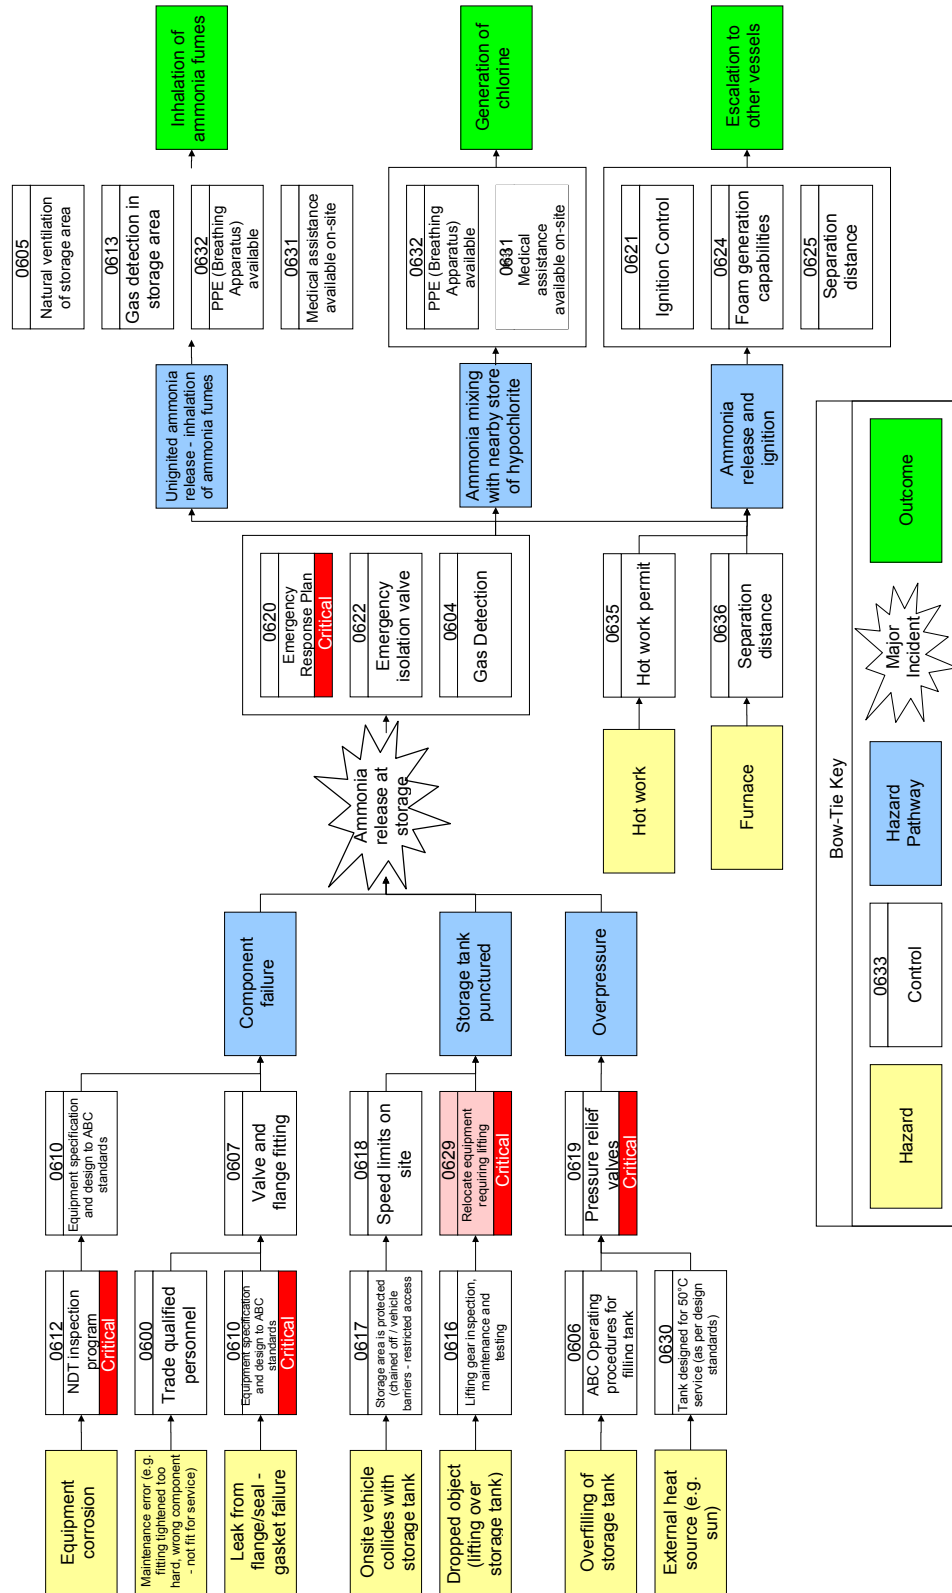 Equipment
corrosion
0612
NDT inspection
program
Critical
0610
Equipment specification
and design to ABC
standards
Maintenance error (e.g.
fitting tightened too
hard, wrong component
- not fit for service)
0600
Trade qualified
personnel
Leak from
flange/seal -
gasket failure
0610
Equipment specification
and design to ABC
standards
Critical
0607
Valve and
flange fitting
Component
failure
Onsite vehicle
collides with
storage tank
0617
Storage area is protected
(chained off / vehicle
barriers - restricted access
0618
Speed limits on
site
Dropped object
(lifting over
storage tank)
0616
Lifting gear inspection,
maintenance and
testing
0629
Relocate equipment
requiring lifting
Critical
Storage tank
punctured
Overfilling of
storage tank
0606
ABC Operating
procedures for
filling tank
External heat
source (e.g.
sun)
0630
Tank designed for 50°C
service (as per design
standards)
0619
Pressure relief
valves
Critical
Overpressure
Ammonia
release at
storage
0620
Emergency
Response Plan
Critical
0622
Emergency
isolation valve
0604
Gas Detection
Hot work
0635
Hot work permit
Furnace
0636
Separation
distance
Unignited ammonia
release - inhalation
of ammonia fumes
0605
Natural ventilation
of storage area
0613
Gas detection in
storage area
0632
PPE (Breathing
Apparatus)
available
0631
Medical assistance
available on-site
Inhalation of
ammonia fumes
Ammonia mixing
with nearby store
of hypochlorite
0632
PPE (Breathing
Apparatus)
available
0631
Medical
assistance
available on-site
Generation of
chlorine
Ammonia
release and
ignition
0621
Ignition Control
0624
Foam generation
capabilities
0625
Separation
distance
Escalation to
other vessels
Bow-Tie Key
Hazard
0633
Control
Hazard
Pathway
Major
Incident
Outcome